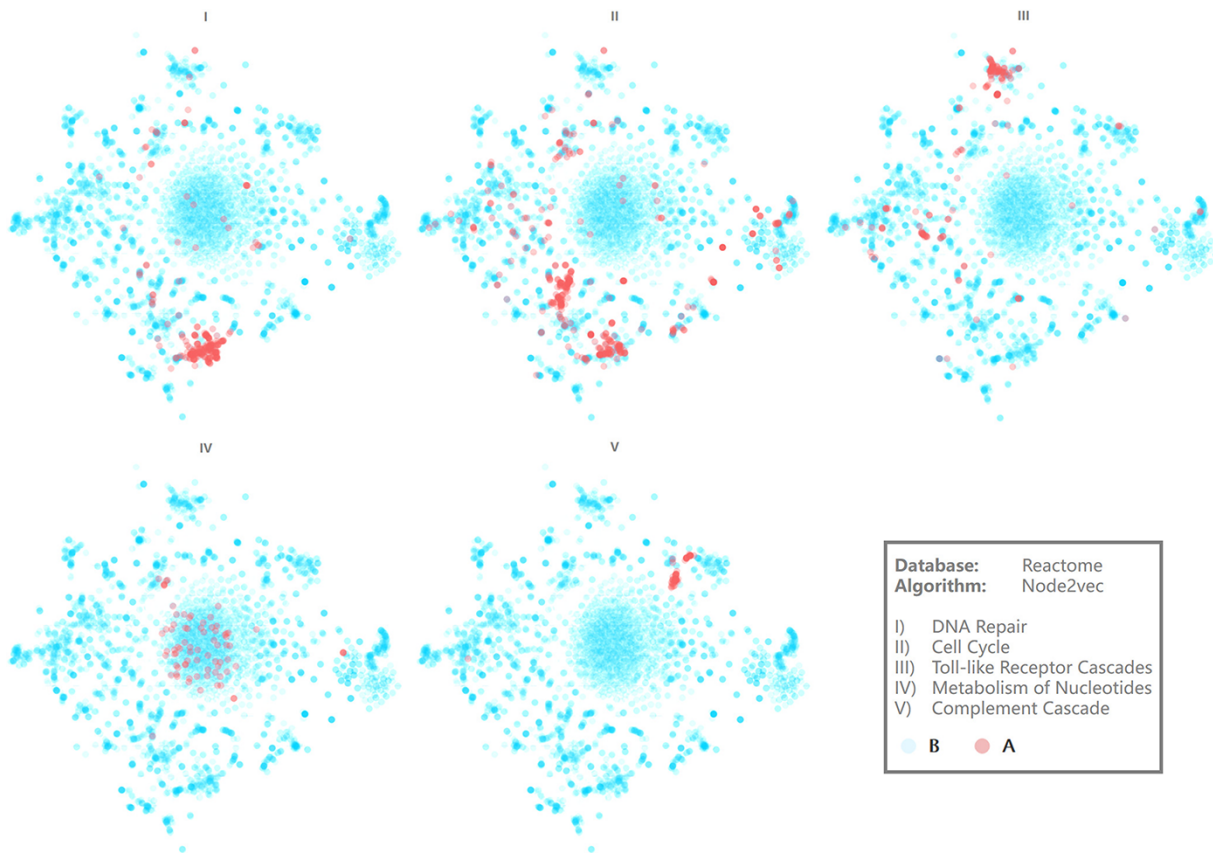 I
II
III
IV
V
Database: Reactome
Algorithm: Node2vec
I) DNA Repair
II) Cell Cycle
III) Toll-like Receptor Cascades
IV) Metabolism of Nucleotides
V) Complement Cascade
B A